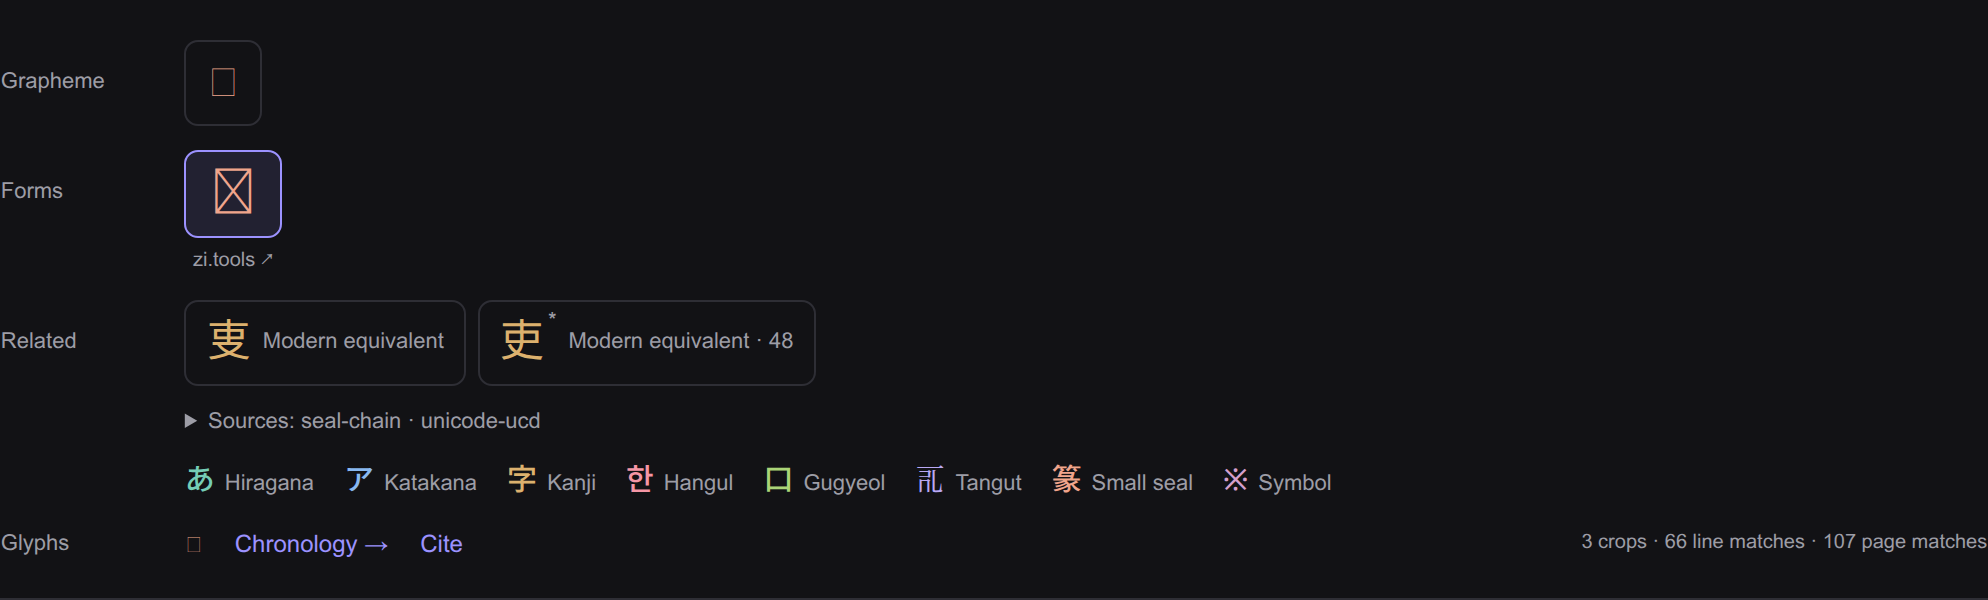 Grapheme
Forms
zi.tools ↗
Related 叓 Modern equivalent 吏* Modern equivalent · 48
▶ Sources: seal-chain · unicode-ucd
あ Hiragana ア Katakana 字 Kanji 한 Hangul 口 Gugyeol Tangut 篆 Small seal ※ Symbol
Glyphs Chronology → Cite 3 crops · 66 line matches · 107 page matches